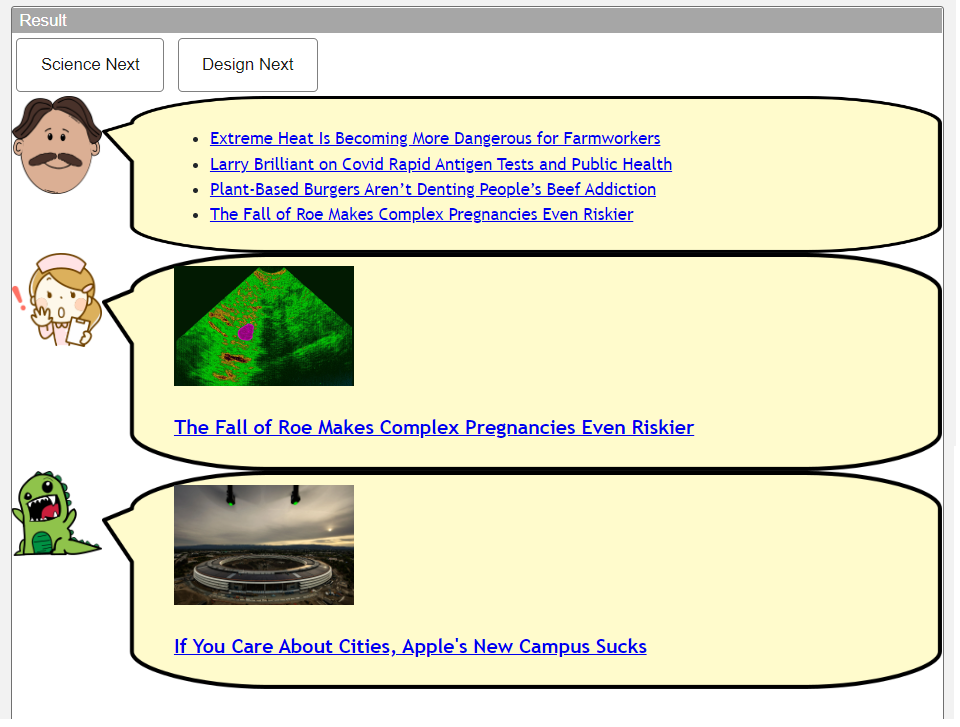 Result
Science Next
Design Next
Extreme Heat Is Becoming More Dangerous for Farmworkers
Larry Brilliant on Covid Rapid Antigen Tests and Public Health
Plant-Based Burgers Aren’t Denting People’s Beef Addiction
The Fall of Roe Makes Complex Pregnancies Even Riskier
The Fall of Roe Makes Complex Pregnancies Even Riskier
If You Care About Cities, Apple's New Campus Sucks